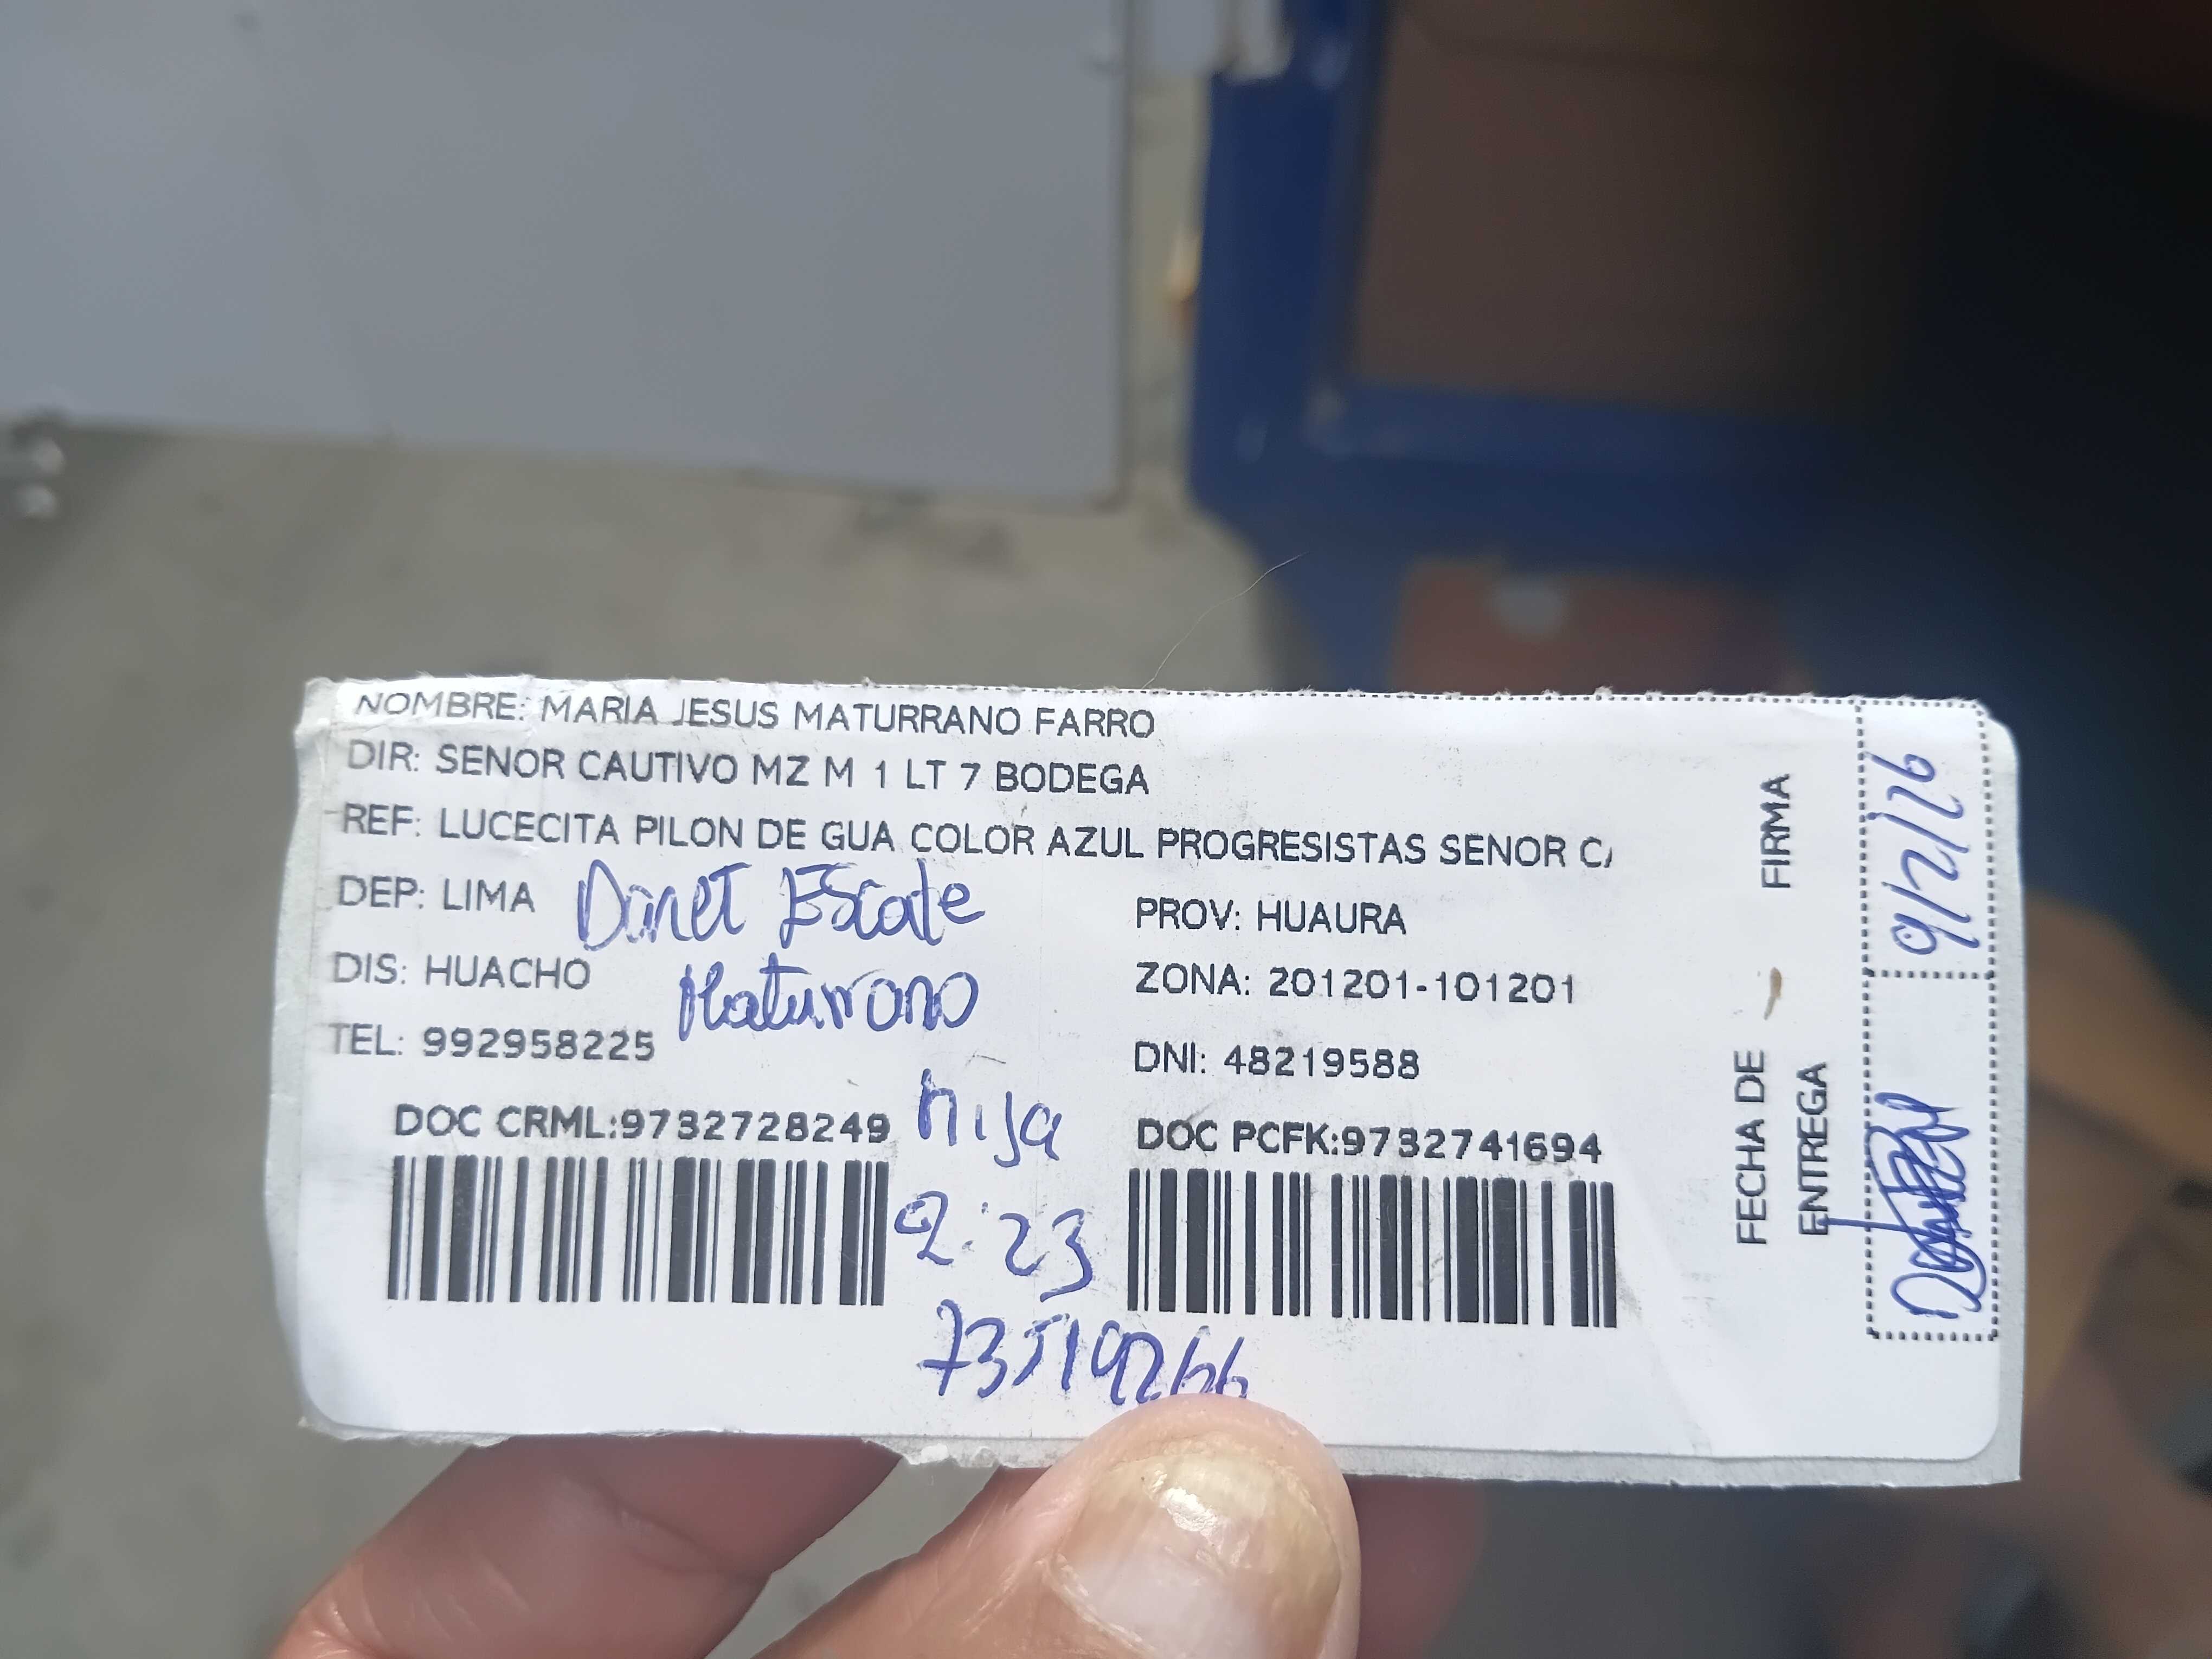 NOMBRE: MARIA JESUS MATURRANO FARRO
DIR: SENOR CAUTIVO MZ M 1 LT 7 BODEGA
REF: LUCECITA PILON DE GUA COLOR AZUL PROGRESISTAS SENOR C
DEP: LIMA
Danet Escate
PROV: HUAURA
DIS: HUACHO
Maturrano
ZONA: 201201-101201
TEL: 992958225
DNI: 48219588
hija
DOC CRML:9732728249
DOC PCFK:9732741694
2:23
73519266
FIRMA
FECHA DE
ENTREGA
9/2/26